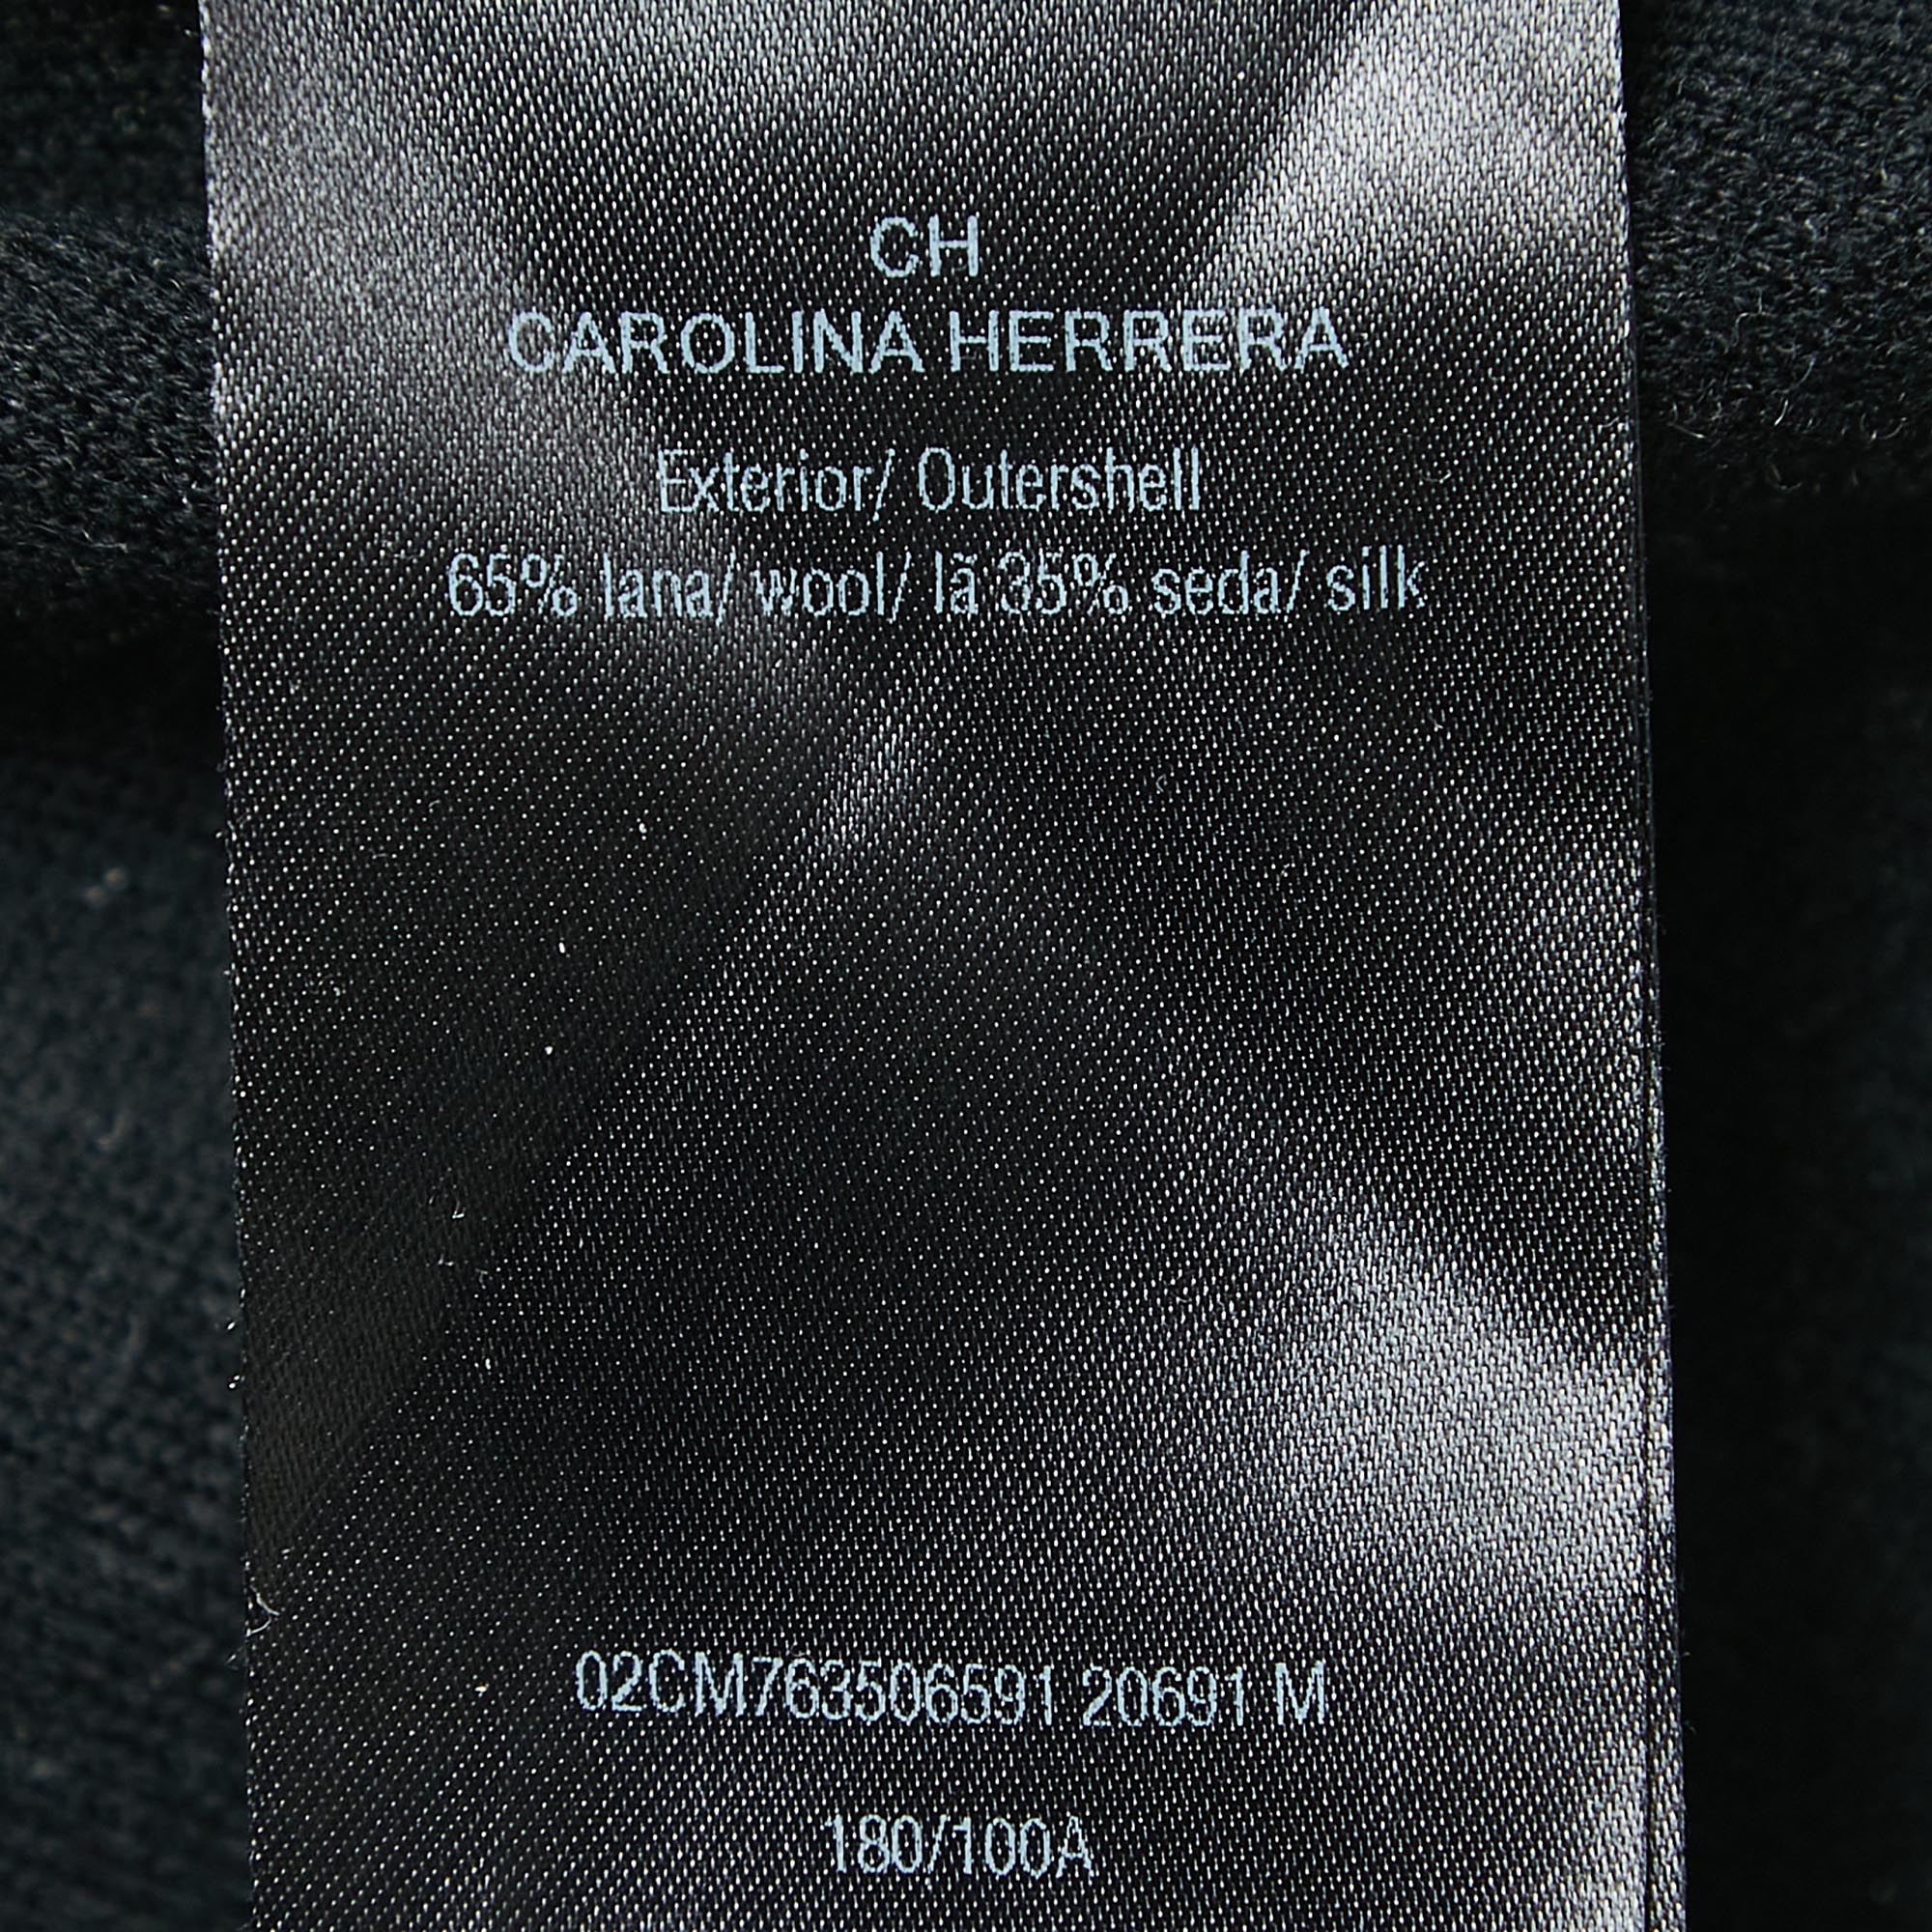 CH
CAROLINA HERRERA
Exterior/ Outershell
65% lana/ wool/ lã 35% seda/ silk
02CM763506591 20691 M
180/100A